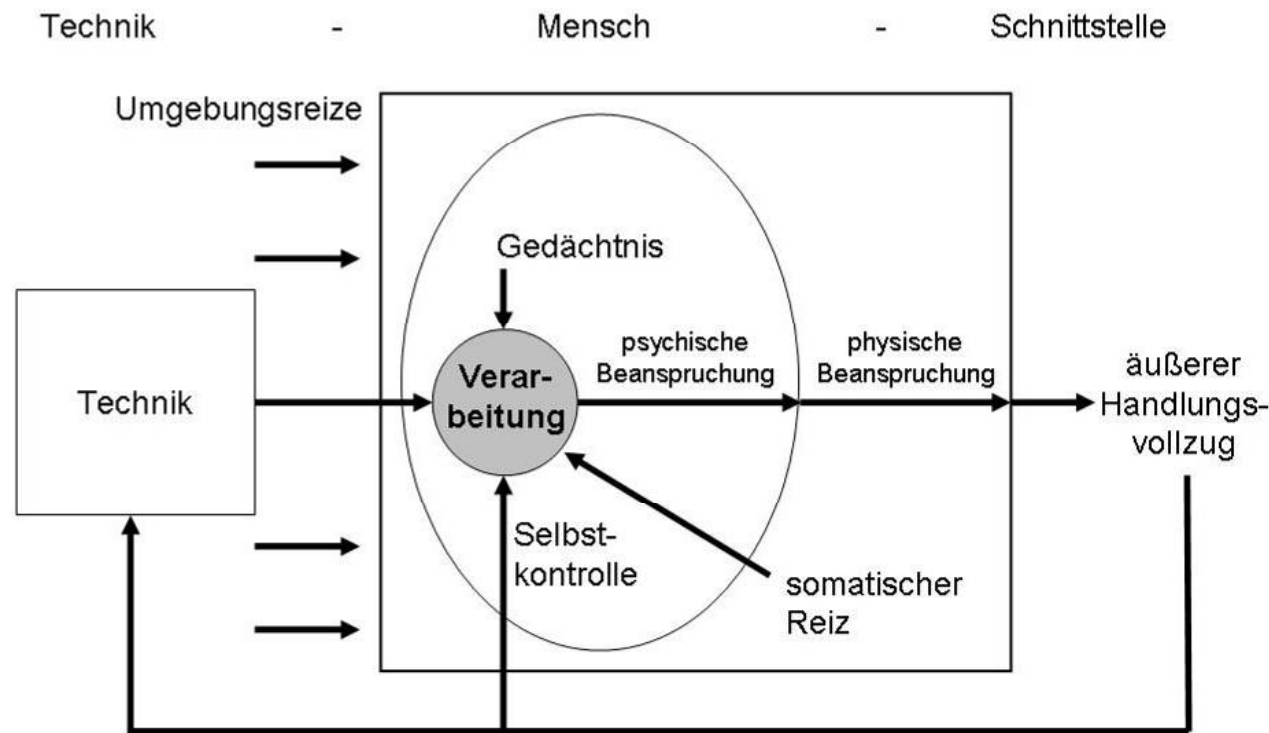 Technik - Mensch - Schnittstelle
Umgebungsreize
Gedächtnis
psychische
Beanspruchung
physische
Beanspruchung
Technik
Verar-
beitung
äußerer
Handlungs-
vollzug
Selbst-
kontrolle
somatischer
Reiz